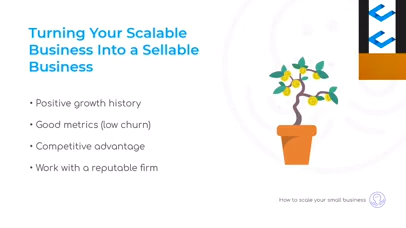 Turning Your Scalable
Business Into a Sellable
Business
• Positive growth history
• Good metrics (low churn)
• Competitive advantage
• Work with a reputable firm
How to scale your small business